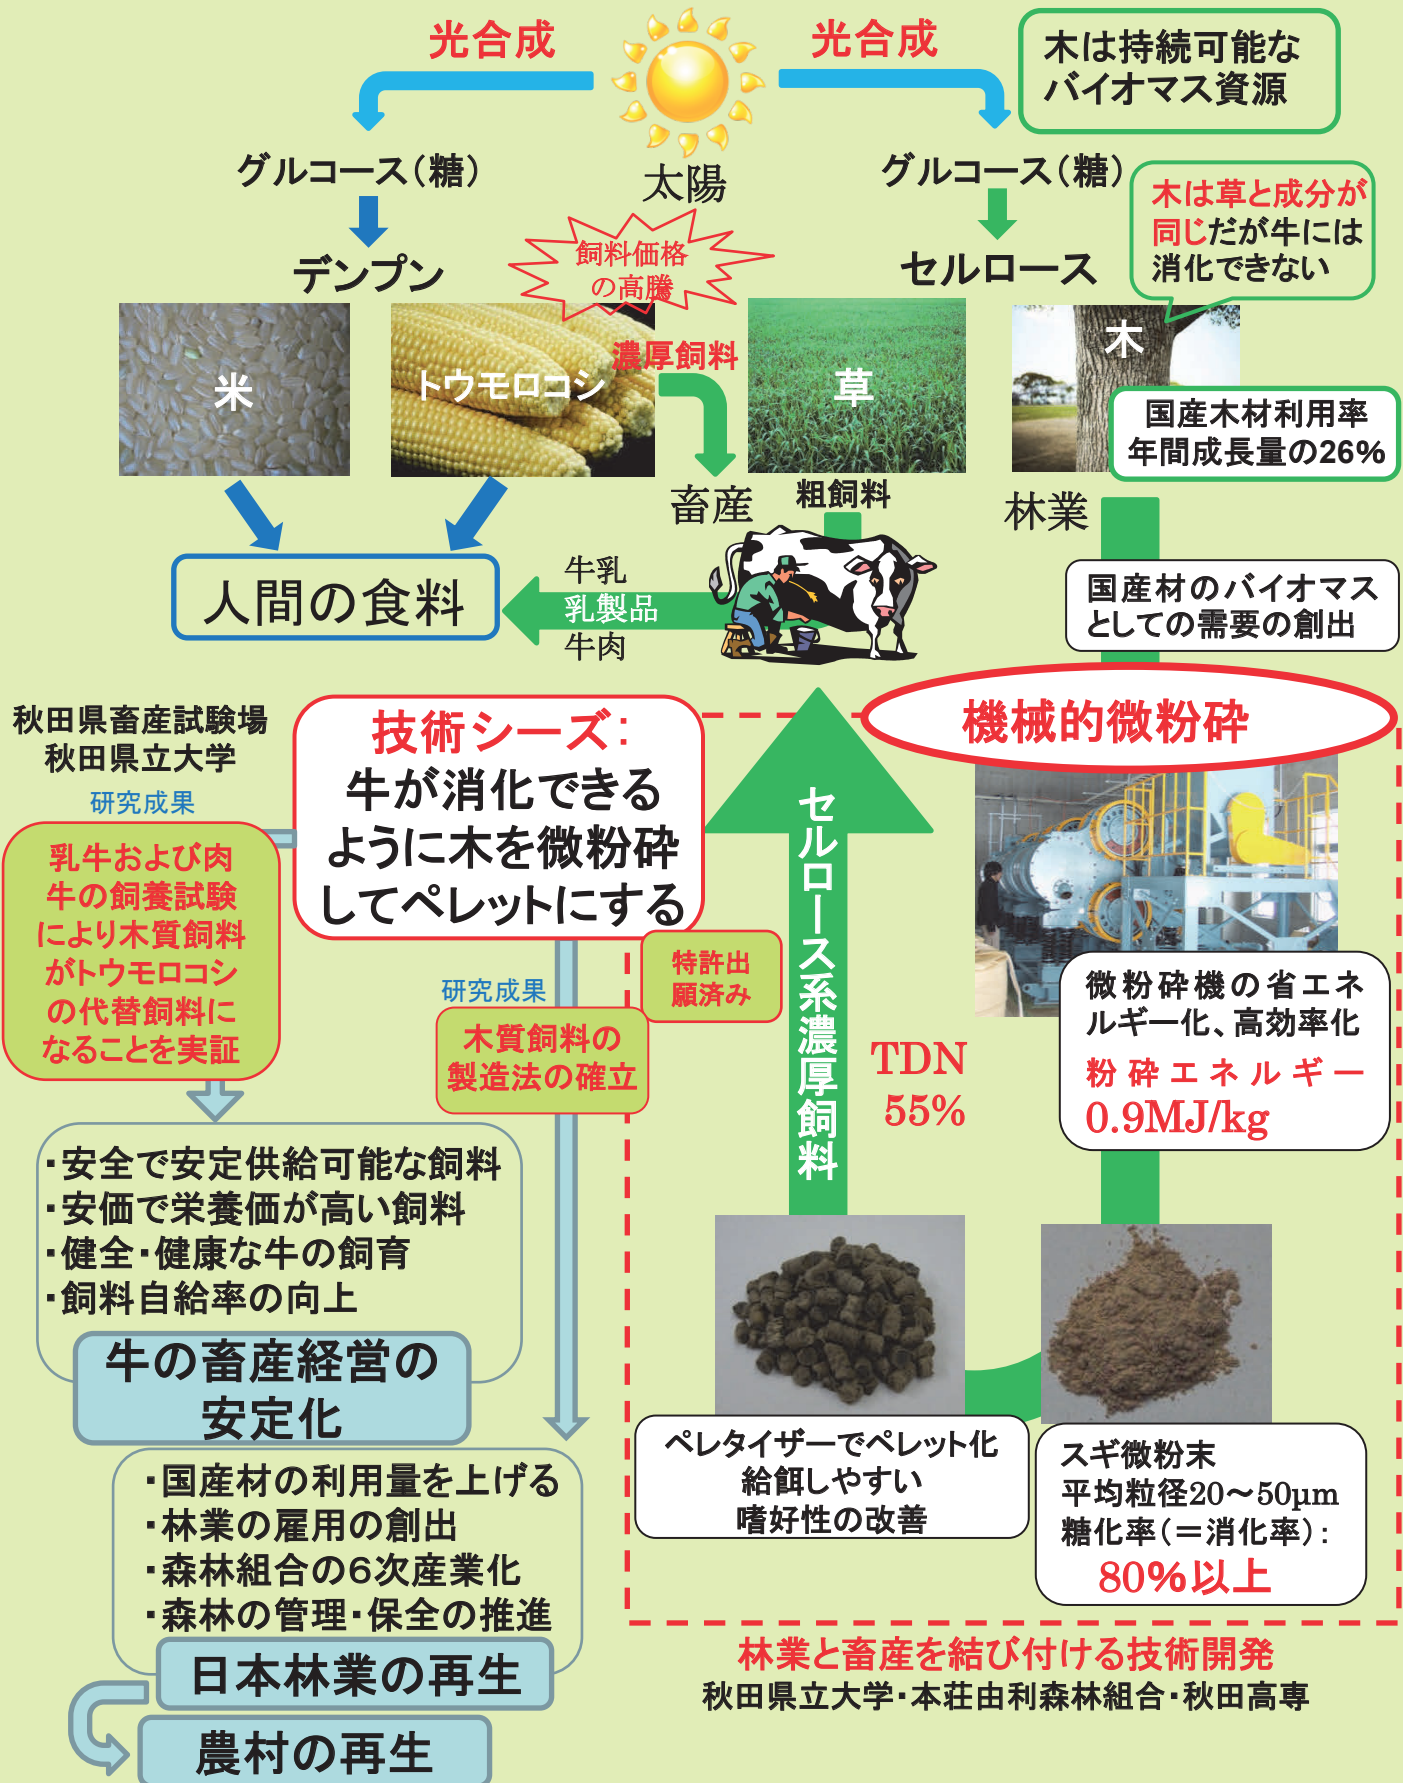 光合成
光合成
木は持続可能な
バイオマス資源
太陽
グルコース（糖）
グルコース（糖）
木は草と成分が
同じだが牛には
消化できない
デンプン
飼料価格
の高騰
セルロース
米
トウモロコシ
濃厚飼料
草
木
国産木材利用率
年間成長量の26%
畜産
粗飼料
林業
人間の食料
牛乳
乳製品
牛肉
国産材のバイオマス
としての需要の創出
機械的微粉砕
秋田県畜産試験場
秋田県立大学
研究成果
技術シーズ：
牛が消化できる
ように木を微粉砕
してペレットにする
乳牛および肉
牛の飼養試験
により木質飼料
がトウモロコシ
の代替飼料に
なることを実証
特許出
願済み
研究成果
木質飼料の
製造法の確立
セルロース系濃厚飼料
TDN
55%
微粉砕機の省エネ
ルギー化、高効率化
粉砕エネルギー
0.9MJ/kg
・安全で安定供給可能な飼料
・安価で栄養価が高い飼料
・健全・健康な牛の飼育
・飼料自給率の向上
牛の畜産経営の
安定化
ペレタイザーでペレット化
給餌しやすい
嗜好性の改善
スギ微粉末
平均粒径20～50μm
糖化率（＝消化率）：
80%以上
・国産材の利用量を上げる
・林業の雇用の創出
・森林組合の6次産業化
・森林の管理・保全の推進
日本林業の再生
農村の再生
林業と畜産を結び付ける技術開発
秋田県立大学・本荘由利森林組合・秋田高専